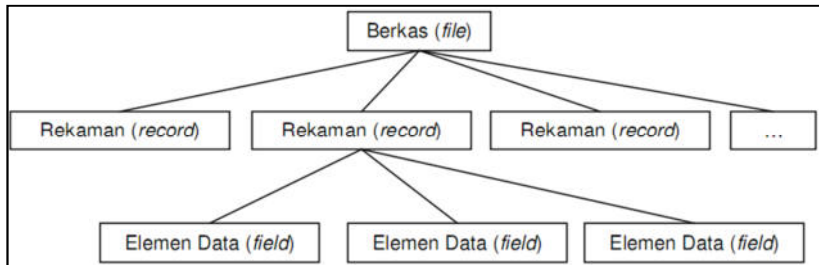 Berkas (file)
Rekaman (record)
Rekaman (record)
Rekaman (record)
...
Elemen Data (field)
Elemen Data (field)
Elemen Data (field)